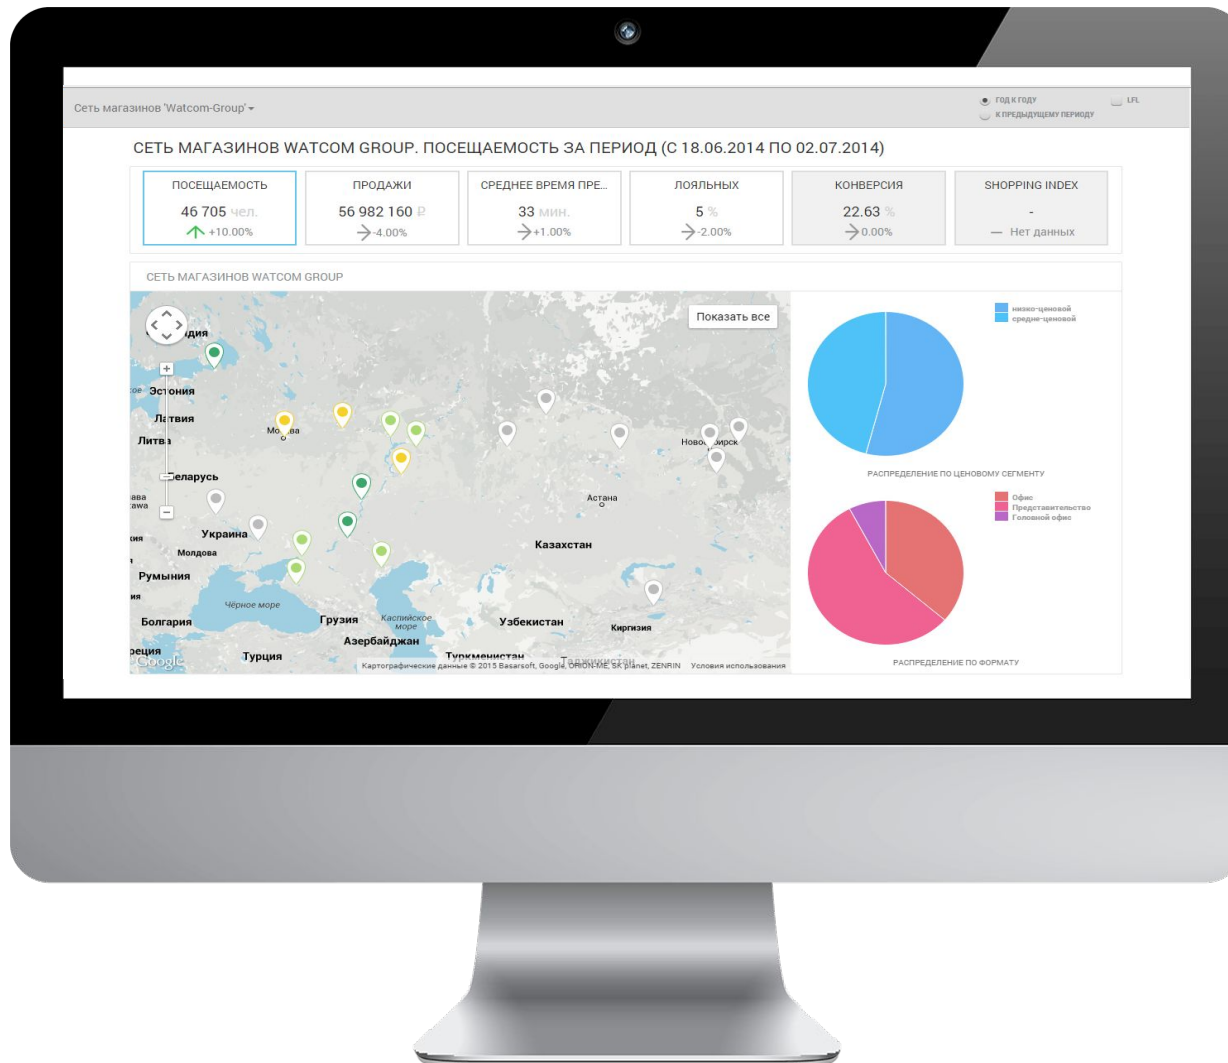 Сеть магазинов 'Watcom-Group'
ГОД К ГОДУ
LFL
К ПРЕДЫДУЩЕМУ ПЕРИОДУ
СЕТЬ МАГАЗИНОВ WATCOM GROUP. ПОСЕЩАЕМОСТЬ ЗА ПЕРИОД (С 18.06.2014 ПО 02.07.2014)
ПОСЕЩАЕМОСТЬ
46 705 чел.
+10.00%
ПРОДАЖИ
56 982 160 ₽
-4.00%
СРЕДНЕЕ ВРЕМЯ ПРЕ...
33 мин.
+1.00%
ЛОЯЛЬНЫХ
5 %
-2.00%
КОНВЕРСИЯ
22.63 %
0.00%
SHOPPING INDEX
-
— Нет данных
СЕТЬ МАГАЗИНОВ WATCOM GROUP
Показать все
Эстония
Латвия
Литва
Беларусь
Астана
Украина
Молдова
Казахстан
Румыния
Чёрное море
Болгария
Грузия
Каспийское
море
Узбекистан
Киргизия
Азербайджан
Турция
Туркменистан
Таджикистан
Google
Картографические данные © 2015 Basarsoft, Google, ORION-ME, SK planet, ZENRIN
Условия использования
низко-ценовой
средне-ценовой
РАСПРЕДЕЛЕНИЕ ПО ЦЕНОВОМУ СЕГМЕНТУ
Офис
Представительство
Головной офис
РАСПРЕДЕЛЕНИЕ ПО ФОРМАТУ